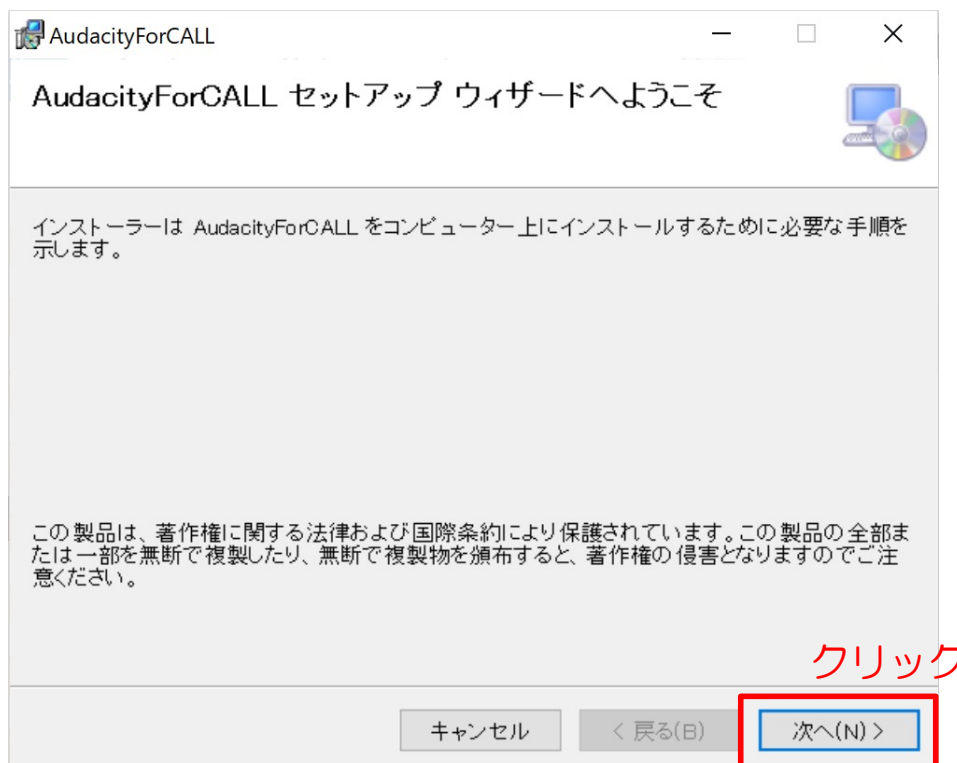 AudacityForCALL
AudacityForCALL セットアップ ウィザードへようこそ
インストーラーは AudacityForCALL をコンピューター上にインストールするために必要な手順を
示します。
この製品は、著作権に関する法律および国際条約により保護されています。この製品の全部ま
たは一部を無断で複製したり、無断で複製物を頒布すると、著作権の侵害となりますのでご注
意ください。
クリック
キャンセル
< 戻る(B)
次へ(N) >